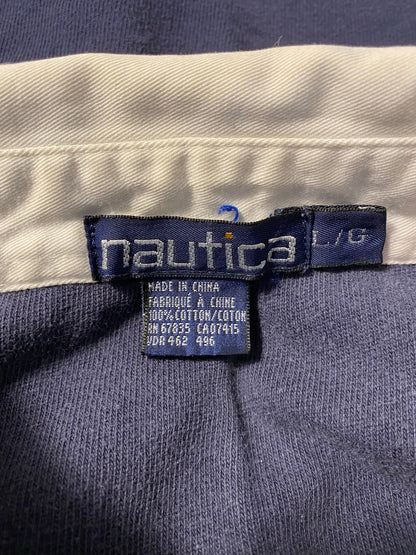 nautica
L/G
MADE IN CHINA
FABRIQUÉ À CHINE
100% COTTON/COTON
RN 67835 CA07415
VDR 462 496